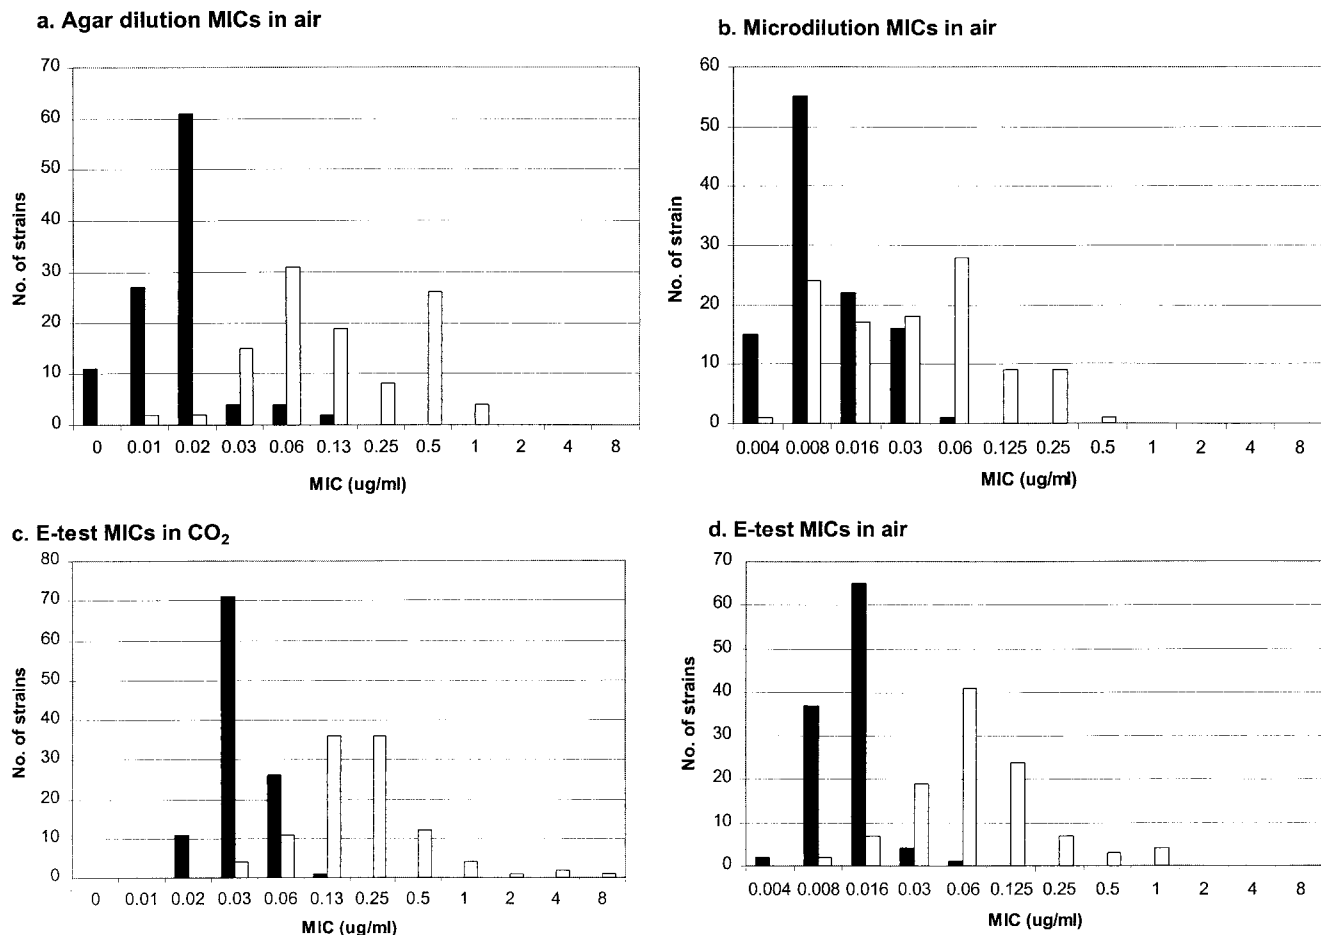 a. Agar dilution MICs in air
70
60
50
40
30
20
10
0
No. of strains
0 0.01 0.02 0.03 0.06 0.13 0.25 0.5 1 2 4 8
MIC (ug/ml)
b. Microdilution MICs in air
60
50
40
30
20
10
0
No. of strain
0.004 0.008 0.016 0.03 0.06 0.125 0.25 0.5 1 2 4 8
MIC (ug/ml)
c. E-test MICs in CO₂
80
70
60
50
40
30
20
10
0
No. of strains
0 0.01 0.02 0.03 0.06 0.13 0.25 0.5 1 2 4 8
MIC (ug/ml)
d. E-test MICs in air
70
60
50
40
30
20
10
0
No. of strains
0.004 0.008 0.016 0.03 0.06 0.125 0.25 0.5 1 2 4 8
MIC (ug/ml)